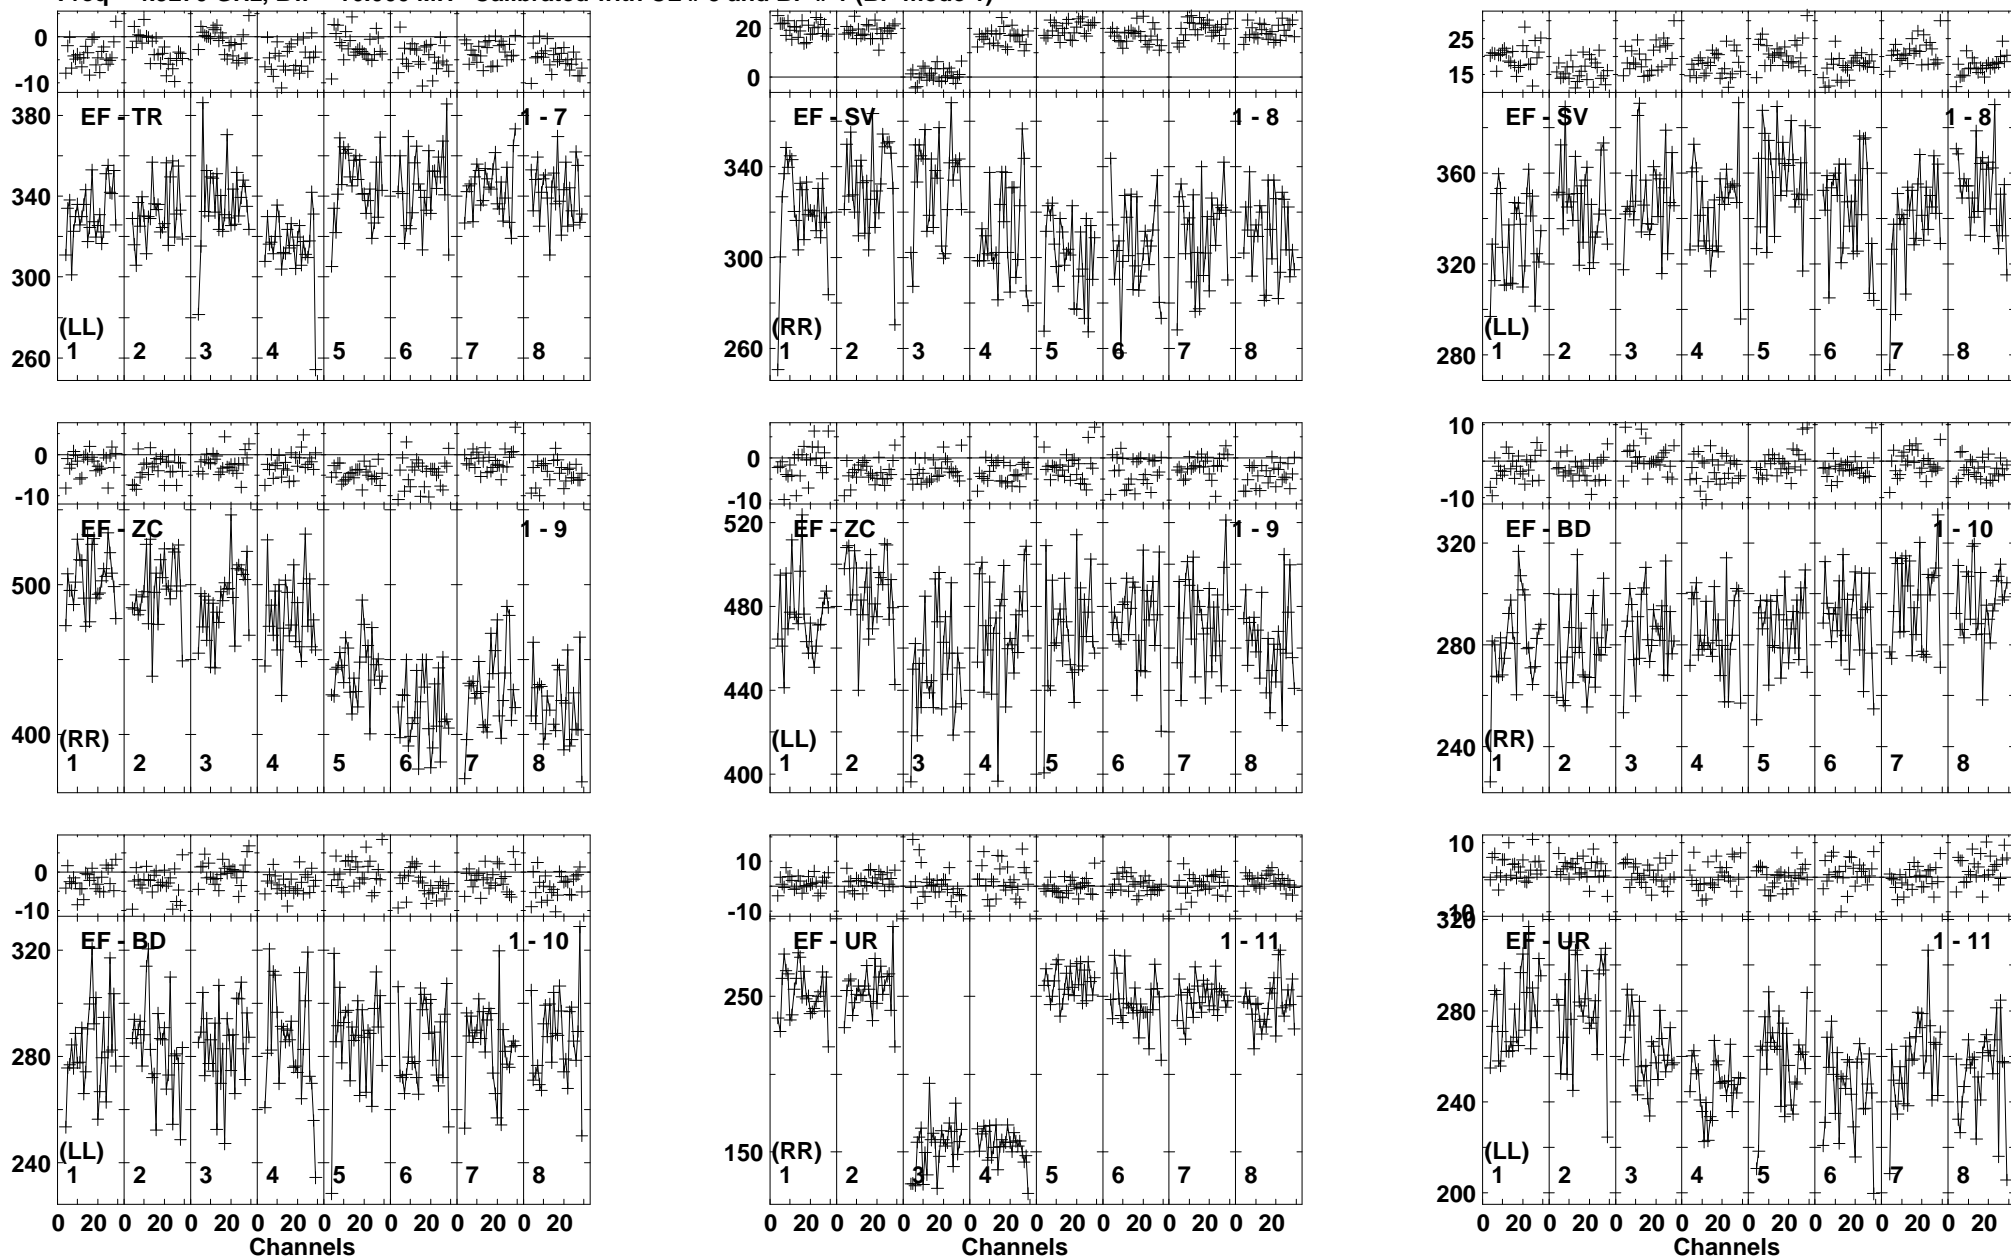 0 -10 380 340 300 260 EF - TR 1 - 7 (LL) 1 2 3 4 5 6 7 8
20 0 340 300 260 EF - SV 1 - 8 (RR) 1 2 3 4 5 6 7 8
25 15 360 320 280 EF - SV 1 - 8 (LL) 1 2 3 4 5 6 7 8
0 -10 500 400 EF - ZC 1 - 9 (RR) 1 2 3 4 5 6 7 8
0 -10 520 480 440 400 EF - ZC 1 - 9 (LL) 1 2 3 4 5 6 7 8
10 -10 320 280 240 EF - BD 1 - 10 (RR) 1 2 3 4 5 6 7 8
0 -10 320 280 240 EF - BD 1 - 10 (LL) 1 2 3 4 5 6 7 8
10 -10 250 150 EF - UR 1 - 11 (RR) 1 2 3 4 5 6 7 8
10 -10 320 280 240 200 EF - UR 1 - 11 (LL) 1 2 3 4 5 6 7 8
0 20 0 20 0 20 0 20 0 20 0 20 0 20 0 20
0 20 0 20 0 20 0 20 0 20 0 20 0 20 0 20
0 20 0 20 0 20 0 20 0 20 0 20 0 20 0 20
Channels
Channels